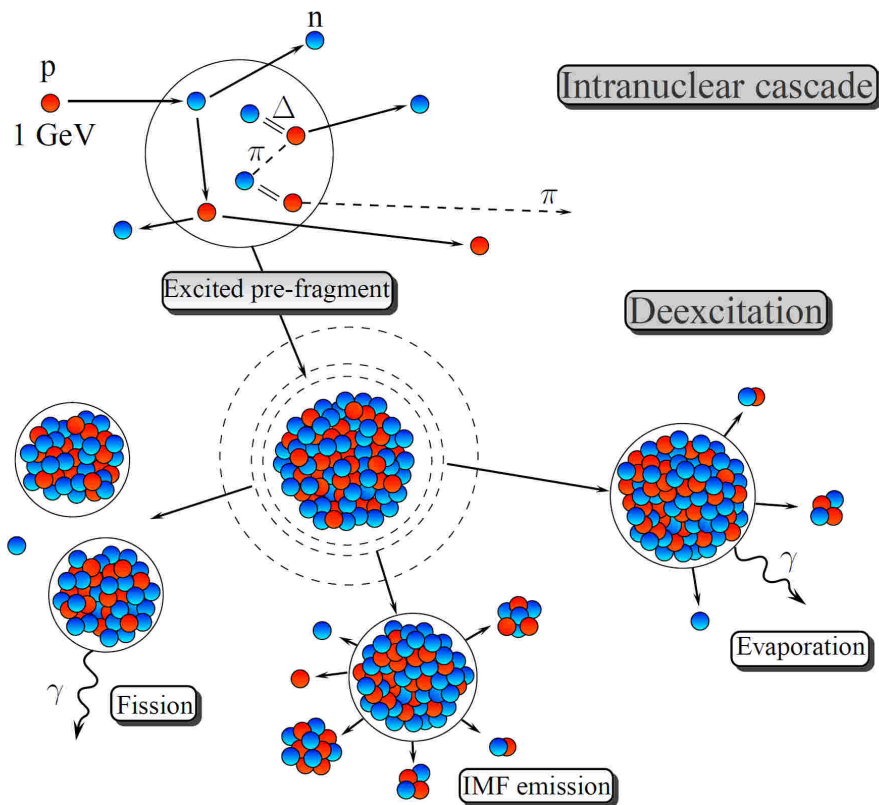 n
p
1 GeV
Intranuclear cascade
Δ
π
π
Excited pre-fragment
Deexcitation
γ
Evaporation
γ
Fission
IMF emission